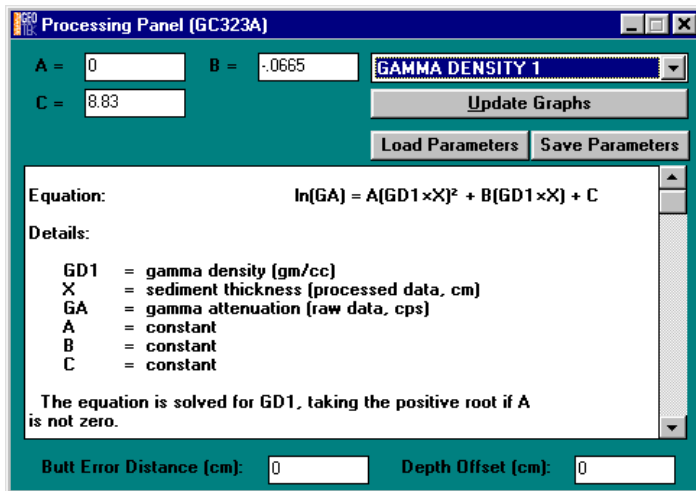 GEO TEK Processing Panel (GC323A)
A = 0 B = -.0665 GAMMA DENSITY 1
C = 8.83 Update Graphs
Load Parameters Save Parameters
Equation: ln(GA) = A(GD1×X)² + B(GD1×X) + C
Details:
GD1 = gamma density (gm/cc)
X = sediment thickness (processed data, cm)
GA = gamma attenuation (raw data, cps)
A = constant
B = constant
C = constant
The equation is solved for GD1, taking the positive root if A
is not zero.
Butt Error Distance (cm): 0 Depth Offset (cm): 0